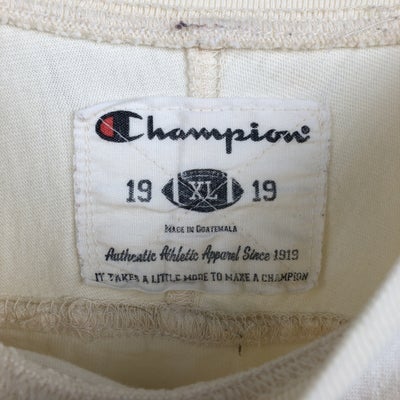 Champion
19 XL 19
MADE IN GUATEMALA
Authentic Athletic Apparel Since 1919
IT TAKES A LITTLE MORE TO MAKE A CHAMPION